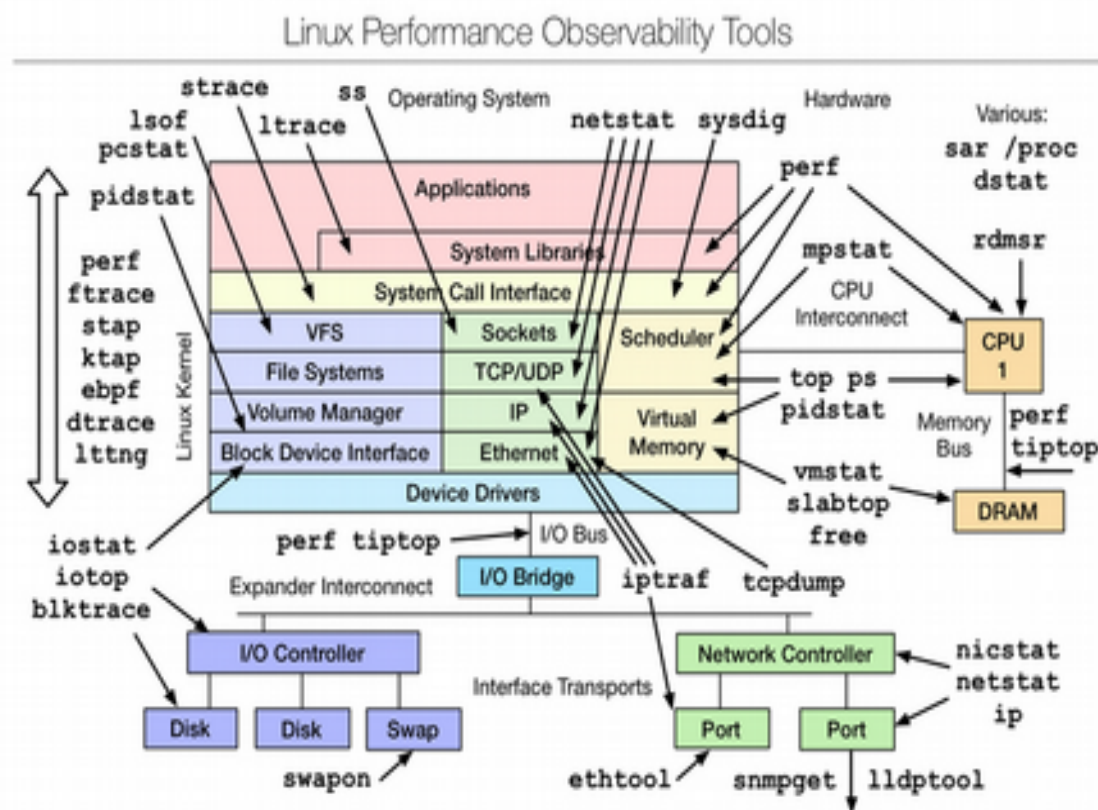 Linux Performance Observability Tools
strace
ss
Operating System
Hardware
lsof
ltrace
netstat
sysdig
Various:
pcstat
sar /proc
dstat
perf
pidstat
Applications
rdmsr
System Libraries
mpstat
perf
ftrace
stap
ktap
ebpf
dtrace
lttng
Linux Kernel
System Call Interface
CPU
Interconnect
VFS
Sockets
Scheduler
CPU
1
File Systems
TCP/UDP
top ps
pidstat
Volume Manager
IP
Virtual
Memory
Memory
Bus
perf
tiptop
Block Device Interface
Ethernet
vmstat
slabtop
free
DRAM
Device Drivers
iostat
iotop
blktrace
perf tiptop
I/O Bus
I/O Bridge
iptraf
tcpdump
Expander Interconnect
I/O Controller
Network Controller
nicstat
netstat
ip
Interface Transports
Disk
Disk
Swap
Port
Port
swapon
ethtool
snmpget
lldptool